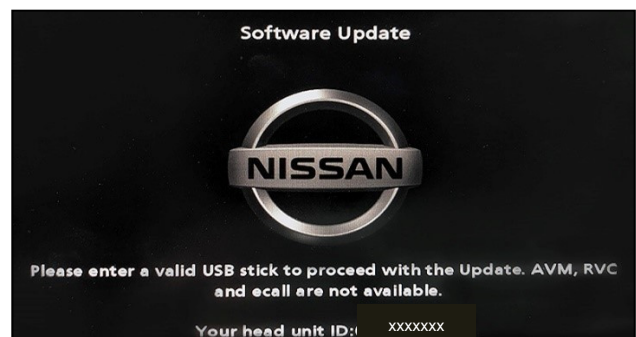 Software Update
NISSAN
Please enter a valid USB stick to proceed with the Update. AVM, RVC
and ecall are not available.
Your head unit ID:
xxxxxxx